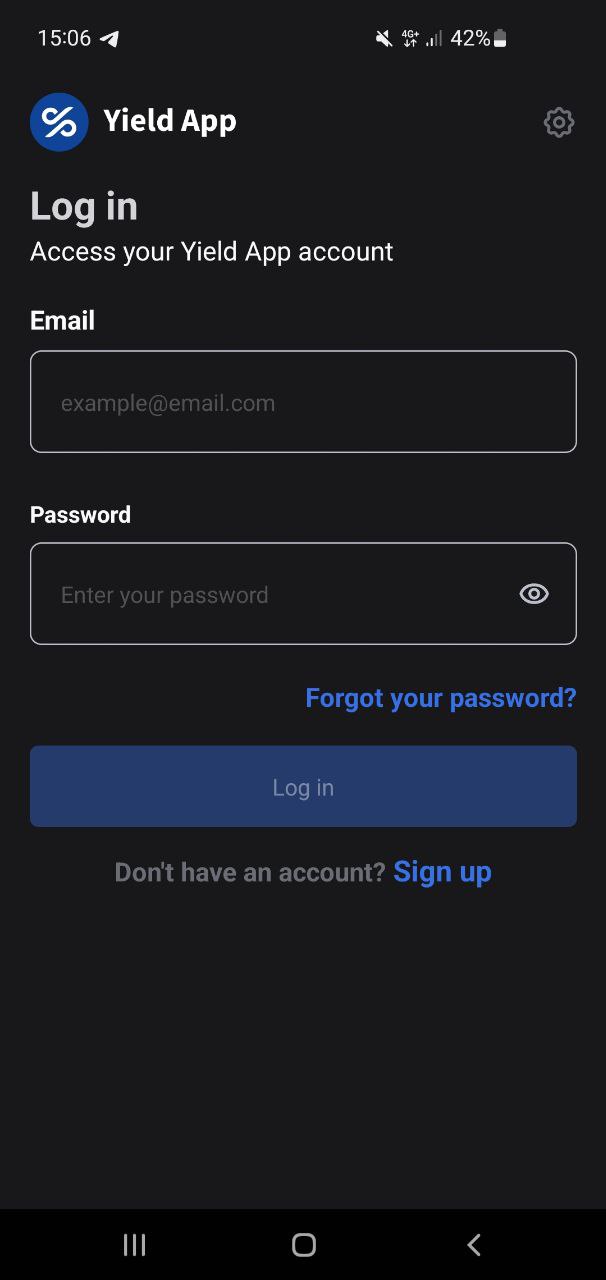 15:06 4G+ 42%
Yield App
Log in
Access your Yield App account
Email
example@email.com
Password
Enter your password
Forgot your password?
Log in
Don't have an account? Sign up